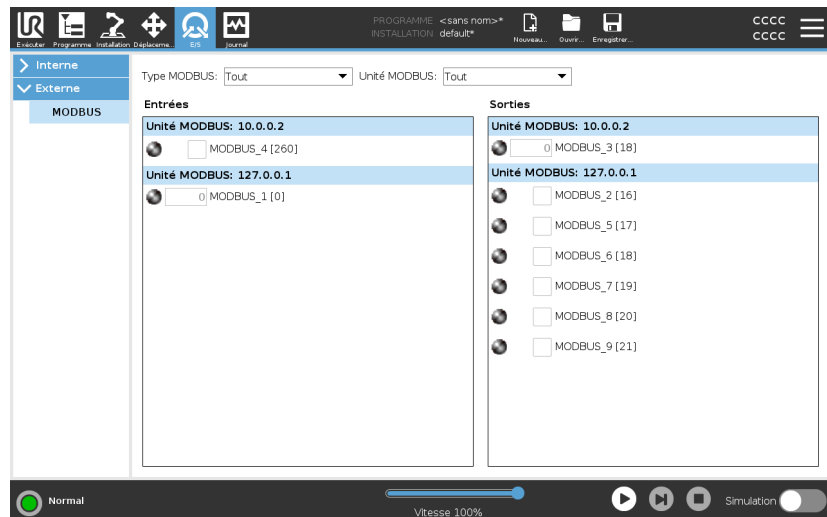 PROGRAMME <sans nom>*
INSTALLATION default*
cccc
cccc
Exécuter Programme Installation Déplaceme... E/S Journal
Nouveau... Ouvrir... Enregistrer...
Interne
Externe
MODBUS
Type MODBUS: Tout Unité MODBUS: Tout
Entrées
Unité MODBUS: 10.0.0.2
MODBUS_4 [260]
Unité MODBUS: 127.0.0.1
0 MODBUS_1 [0]
Sorties
Unité MODBUS: 10.0.0.2
0 MODBUS_3 [18]
Unité MODBUS: 127.0.0.1
MODBUS_2 [16]
MODBUS_5 [17]
MODBUS_6 [18]
MODBUS_7 [19]
MODBUS_8 [20]
MODBUS_9 [21]
Normal
Vitesse 100%
Simulation